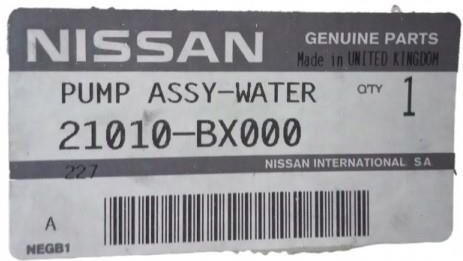 NISSAN GENUINE PARTS
Made in UNITED KINGDOM
PUMP ASSY-WATER QTY 1
21010-BX000
227 NISSAN INTERNATIONAL SA
A
NEGB1